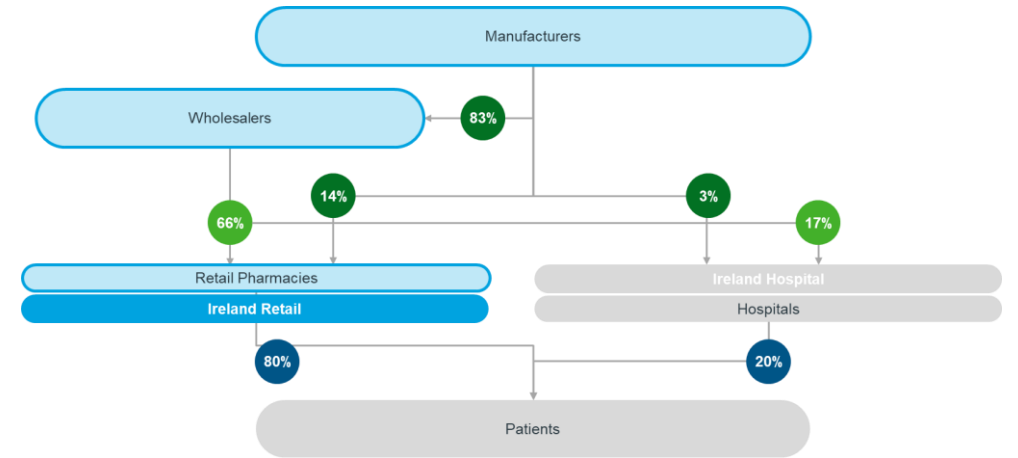 Manufacturers
Wholesalers
83%
14%
3%
66%
17%
Retail Pharmacies
Ireland Retail
Ireland Hospital
Hospitals
80%
20%
Patients